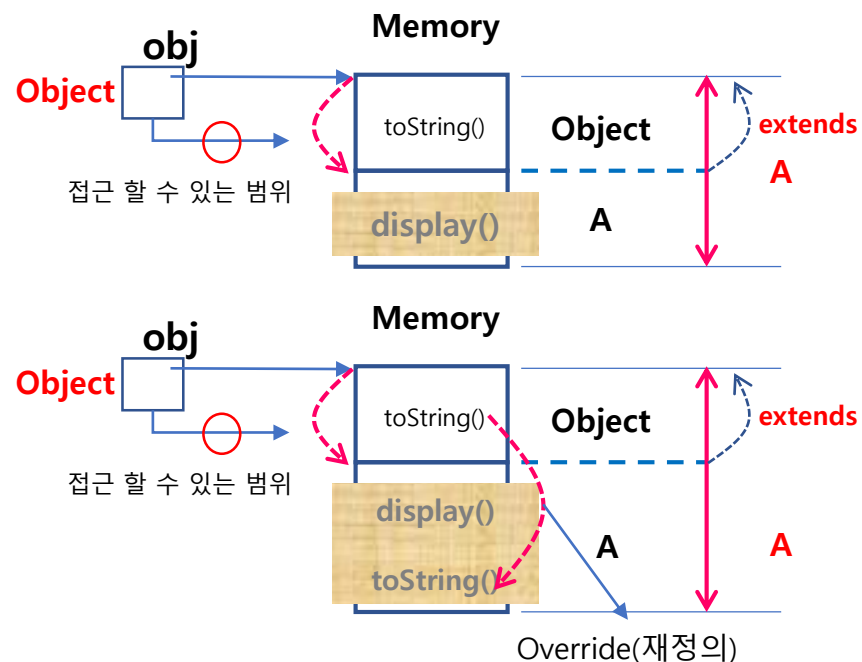 Memory
obj
Object
toString()
Object
extends
접근 할 수 있는 범위
A
display()
A
Memory
obj
Object
toString()
Object
extends
접근 할 수 있는 범위
display()
A
A
toString()
Override(재정의)